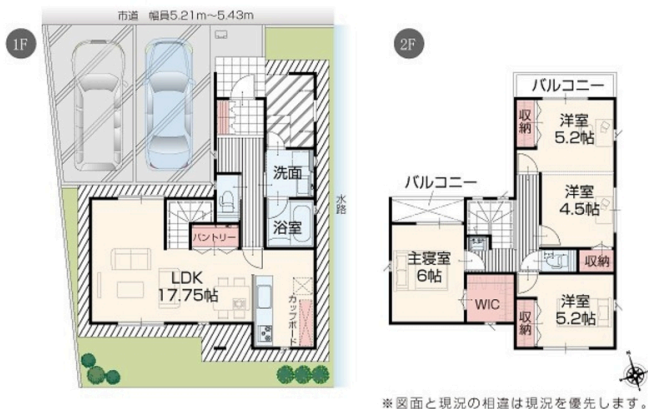 市道 幅員5.21m〜5.43m
1F
洗面
浴室
水路
パントリー
LDK
17.75帖
カップボード
2F
バルコニー
収納
洋室
5.2帖
バルコニー
洋室
4.5帖
主寝室
6帖
収納
WIC
収納
洋室
5.2帖
N
※図面と現況の相違は現況を優先します。